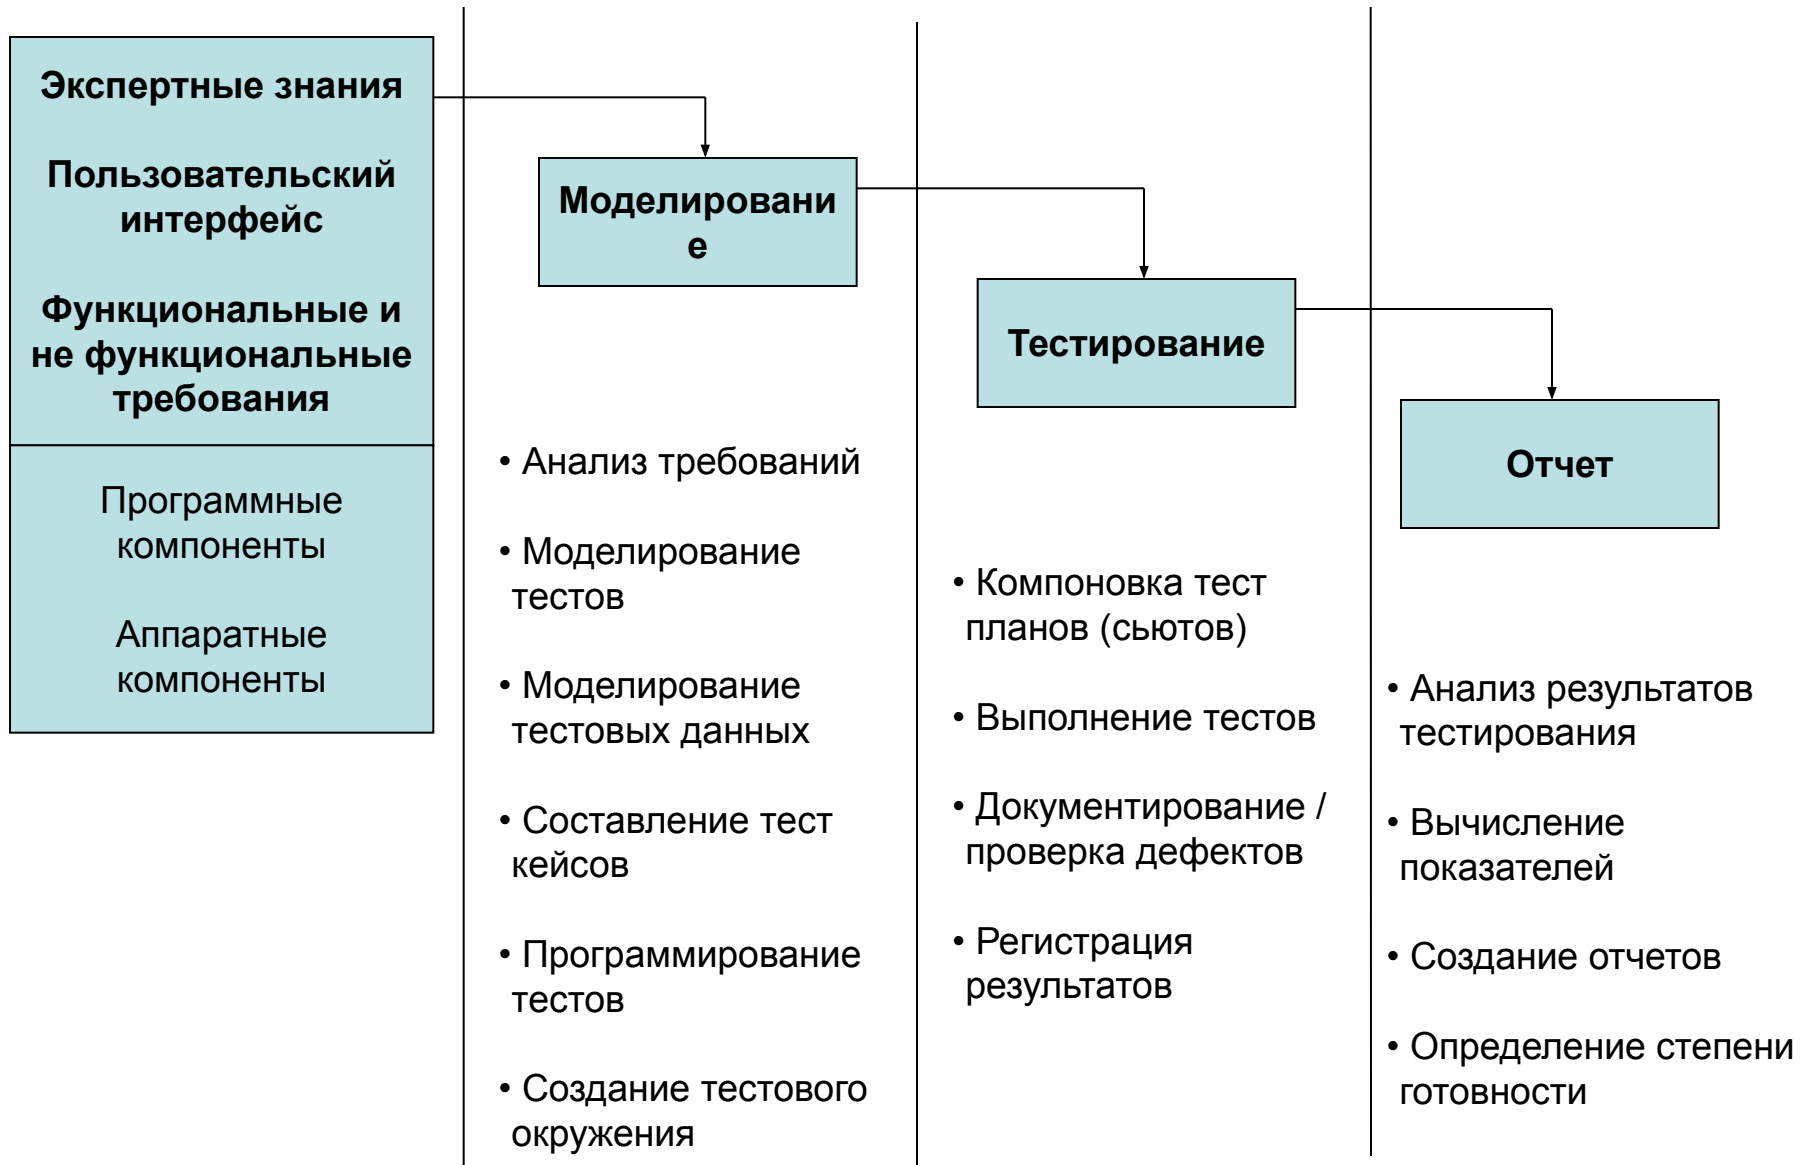 Экспертные знания
Пользовательский
интерфейс
Функциональные и
не функциональные
требования
Программные
компоненты
Аппаратные
компоненты
Моделировани
е
• Анализ требований
• Моделирование
тестов
• Моделирование
тестовых данных
• Составление тест
кейсов
• Программирование
тестов
• Создание тестового
окружения
Тестирование
• Компоновка тест
планов (сьютов)
• Выполнение тестов
• Документирование /
проверка дефектов
• Регистрация
результатов
Отчет
• Анализ результатов
тестирования
• Вычисление
показателей
• Создание отчетов
• Определение степени
готовности